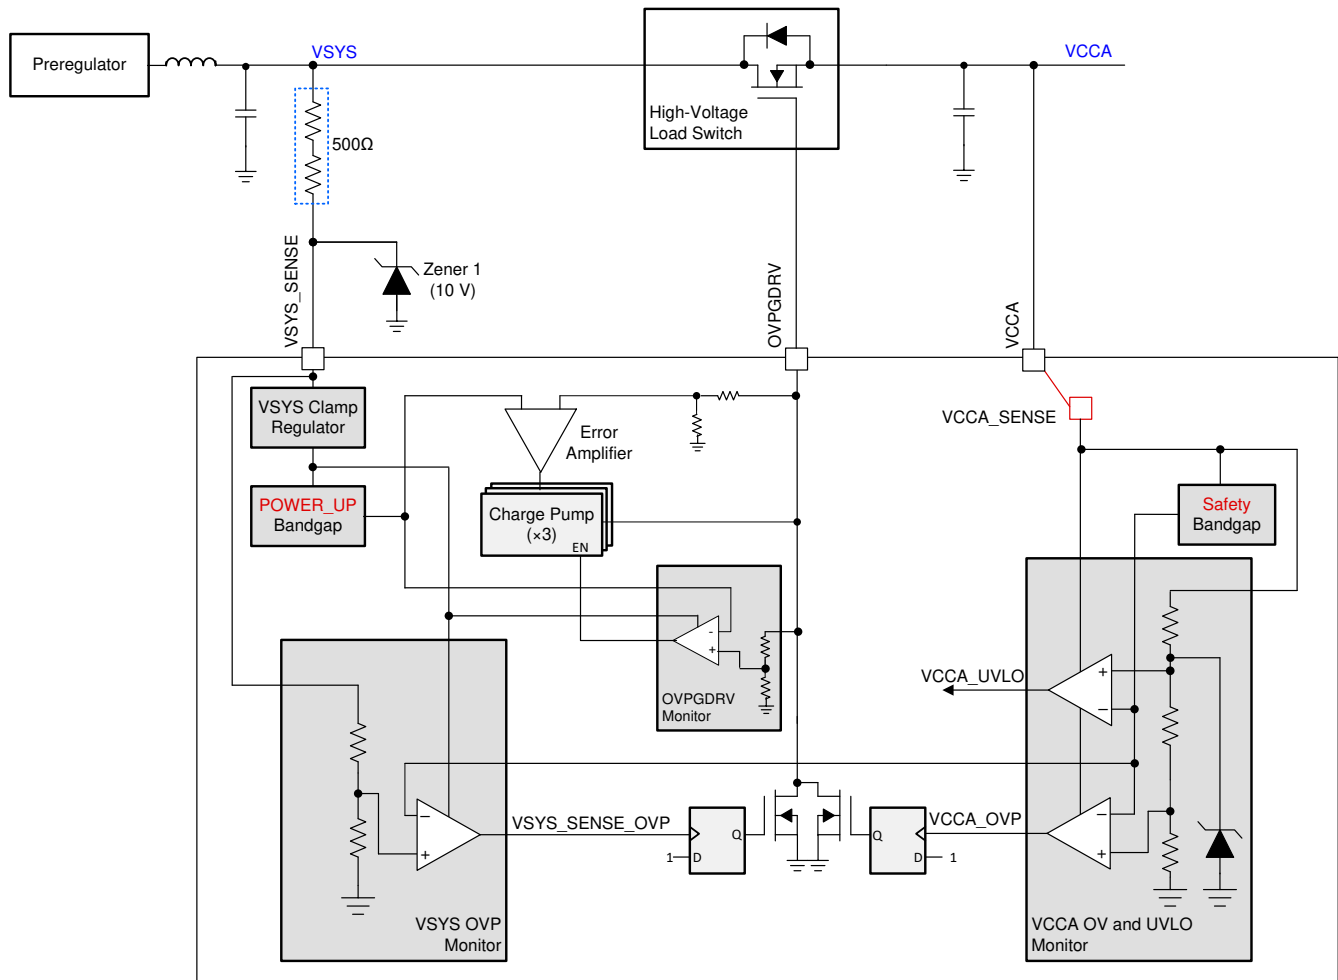 Preregulator
VSYS
High-Voltage
Load Switch
VCCA
500Ω
VSYS_SENSE
Zener 1
(10 V)
OVPGDRV
VCCA
VSYS Clamp
Regulator
Error
Amplifier
VCCA_SENSE
POWER_UP
Bandgap
Charge Pump
(×3)
EN
Safety
Bandgap
-
+
OVPGDRV
Monitor
VCCA_UVLO
+
−
−
+
VSYS_SENSE_OVP
Q
1
D
VSYS OVP
Monitor
Q
D
1
VCCA_OVP
−
+
VCCA OV and UVLO
Monitor